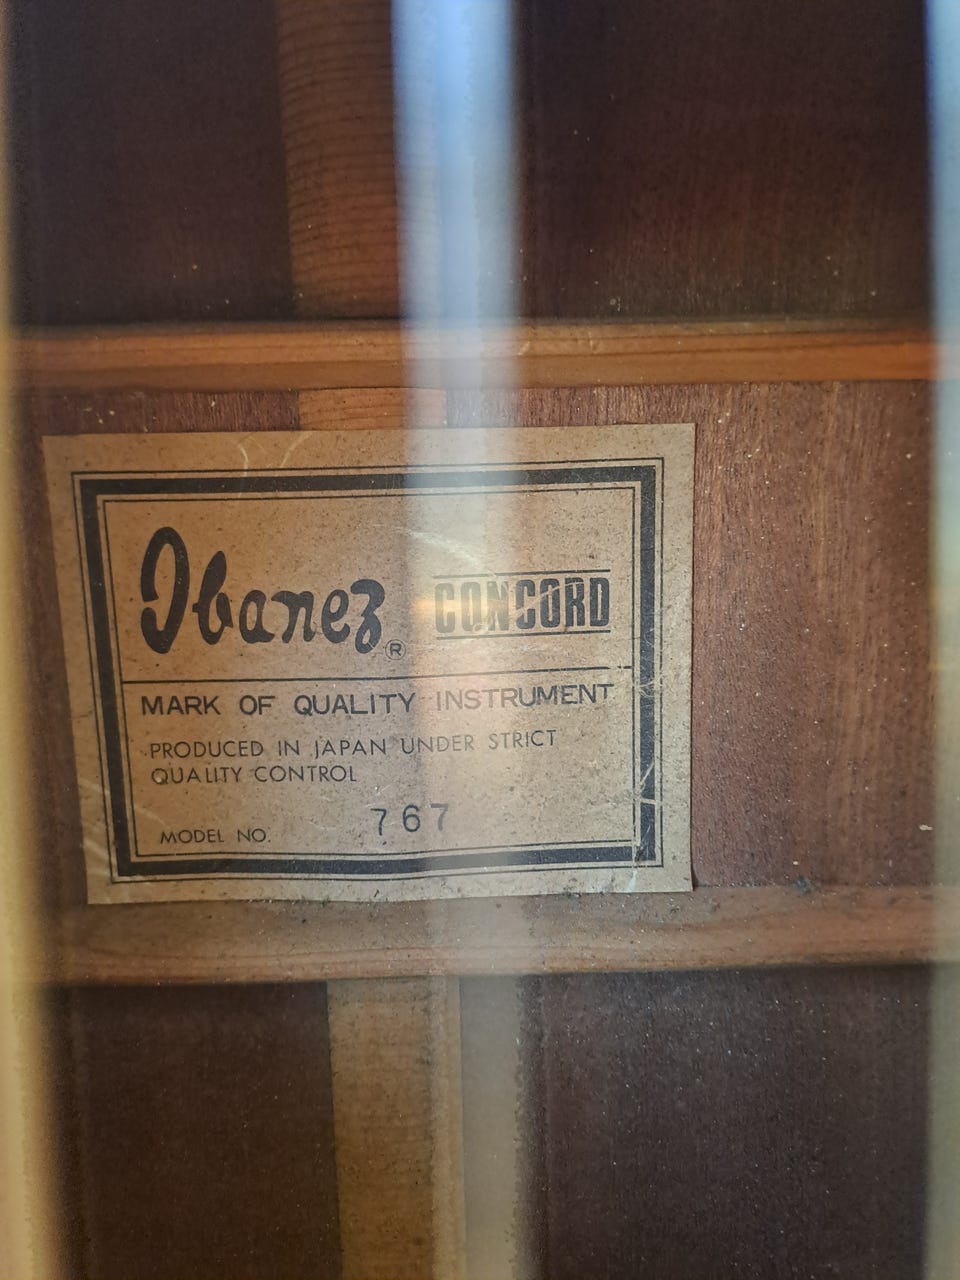 Ibanez® CONCORD
MARK OF QUALITY INSTRUMENT
PRODUCED IN JAPAN UNDER STRICT
QUALITY CONTROL
MODEL NO. 767